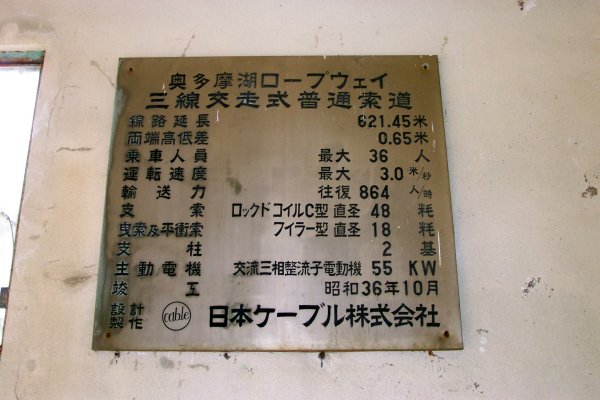 奥多摩湖ロープウェイ
三線交走式普通索道
線路延長 621.45米
両端高低差 0.65米
乗車人員 最大 36 人
運転速度 最大 3.0 米/秒
輸送力 往復 864 人/時
支索 ロックドコイルC型 直圣 48 粍
曳索及平衡索 フイラー型 直圣 18 粍
支柱 2 基
主動電機 交流三相整流子電動機 55 KW
竣工 昭和36年10月
設計製作 cable 日本ケーブル株式会社